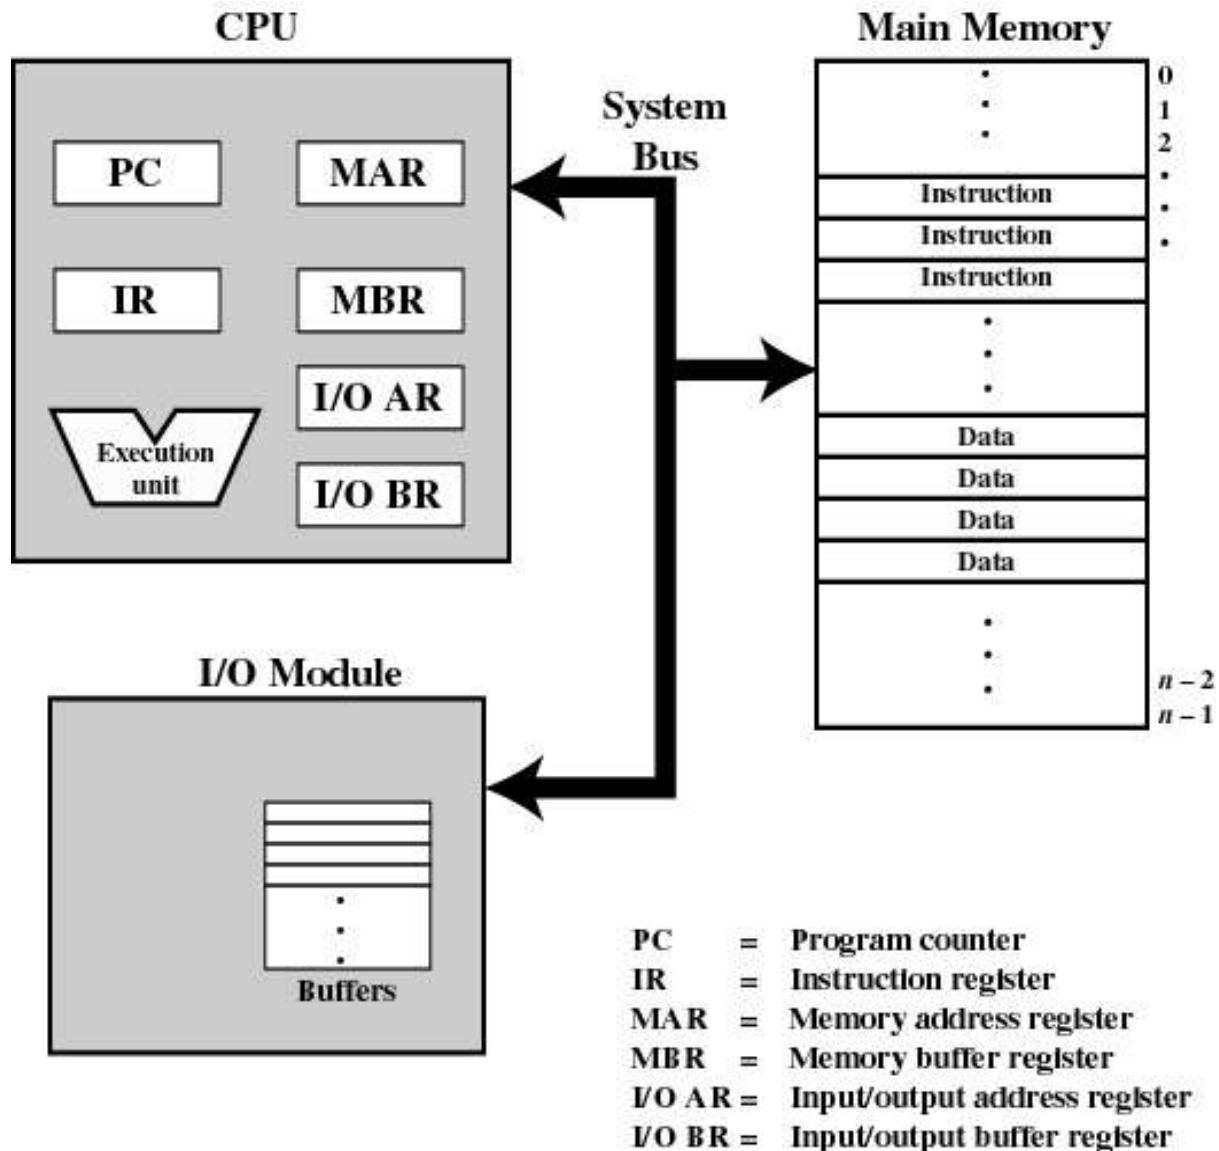 CPU
PC
MAR
IR
MBR
I/O AR
I/O BR
Execution
unit
System
Bus
Main Memory
0
1
2
Instruction
Instruction
Instruction
Data
Data
Data
Data
n – 2
n – 1
I/O Module
Buffers
PC = Program counter
IR = Instruction register
MAR = Memory address register
MBR = Memory buffer register
I/O AR = Input/output address register
I/O BR = Input/output buffer register